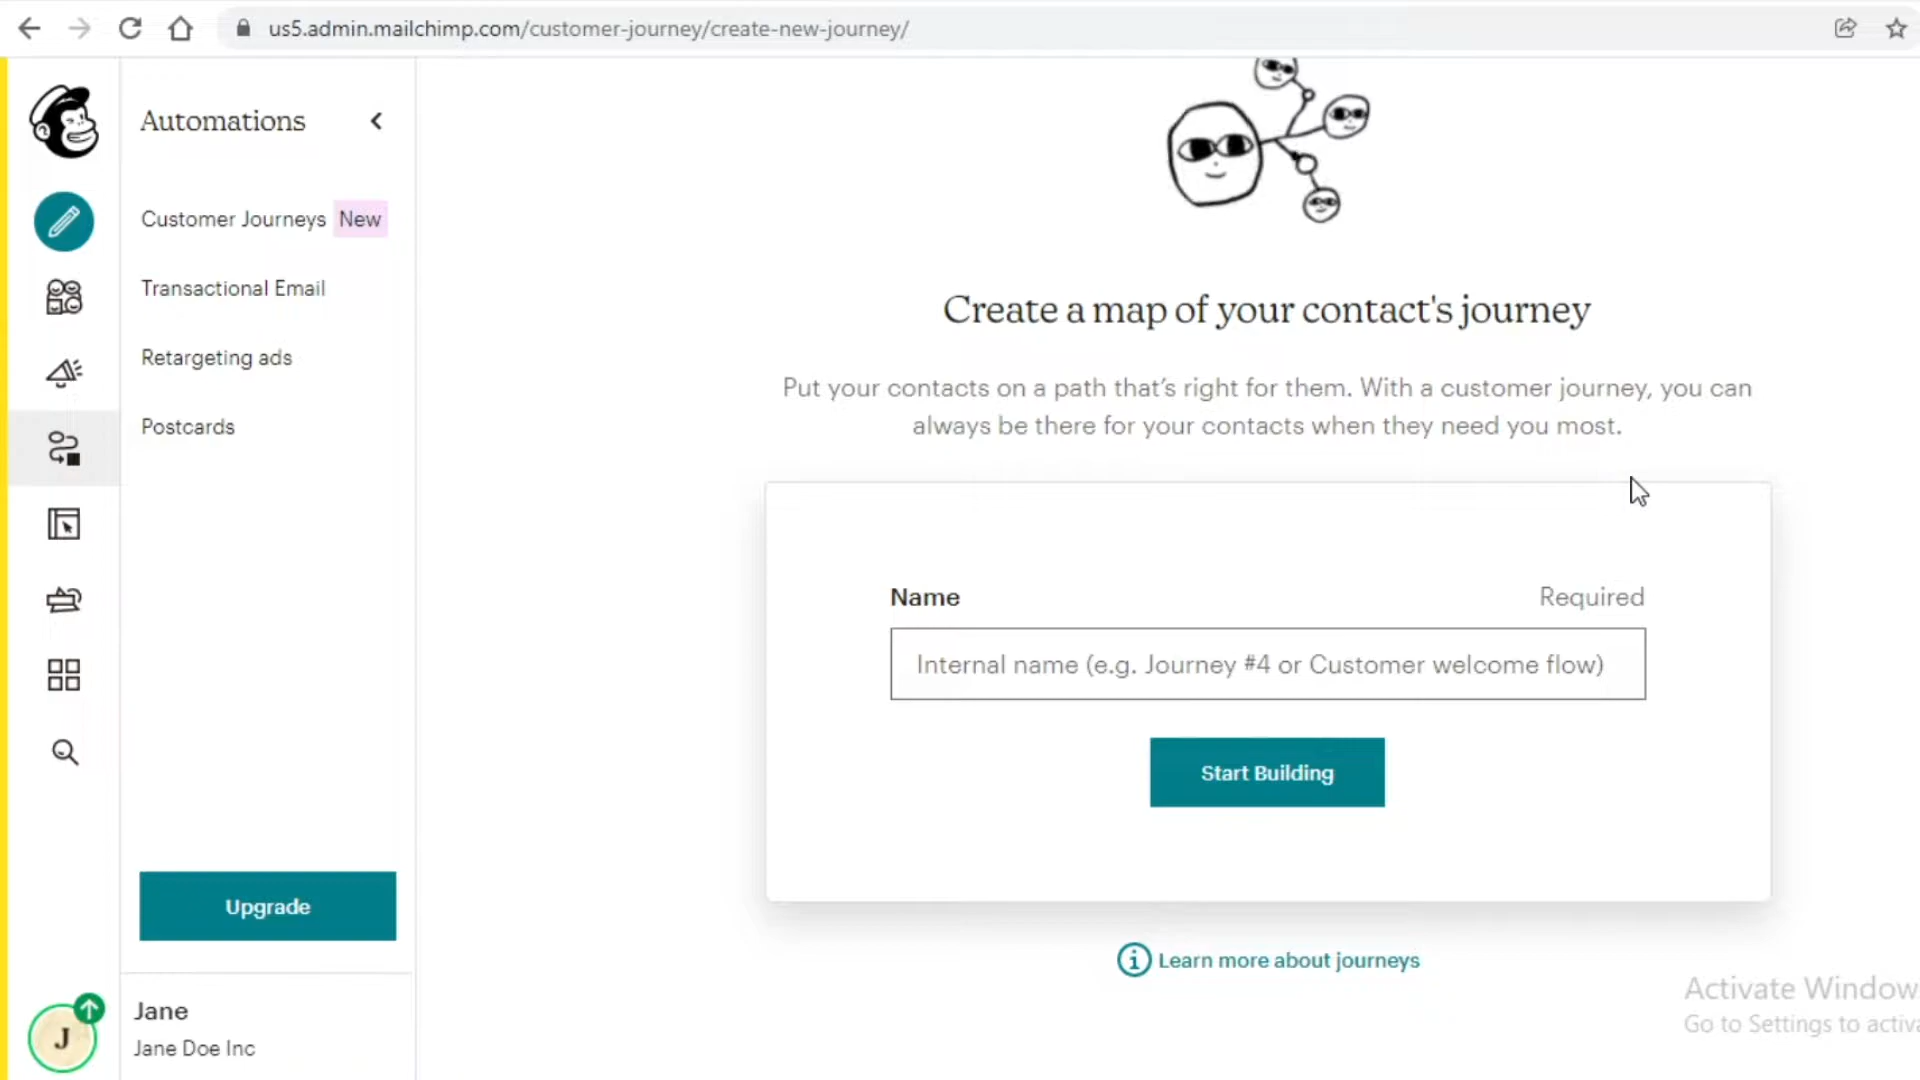 us5.admin.mailchimp.com/customer-journey/create-new-journey/
Automations
Customer Journeys New
Transactional Email
Retargeting ads
Postcards
Upgrade
J
Jane
Jane Doe Inc
Create a map of your contact's journey
Put your contacts on a path that's right for them. With a customer journey, you can
always be there for your contacts when they need you most.
Name Required
Internal name (e.g. Journey #4 or Customer welcome flow)
Start Building
Learn more about journeys
Activate Window
Go to Settings to activa